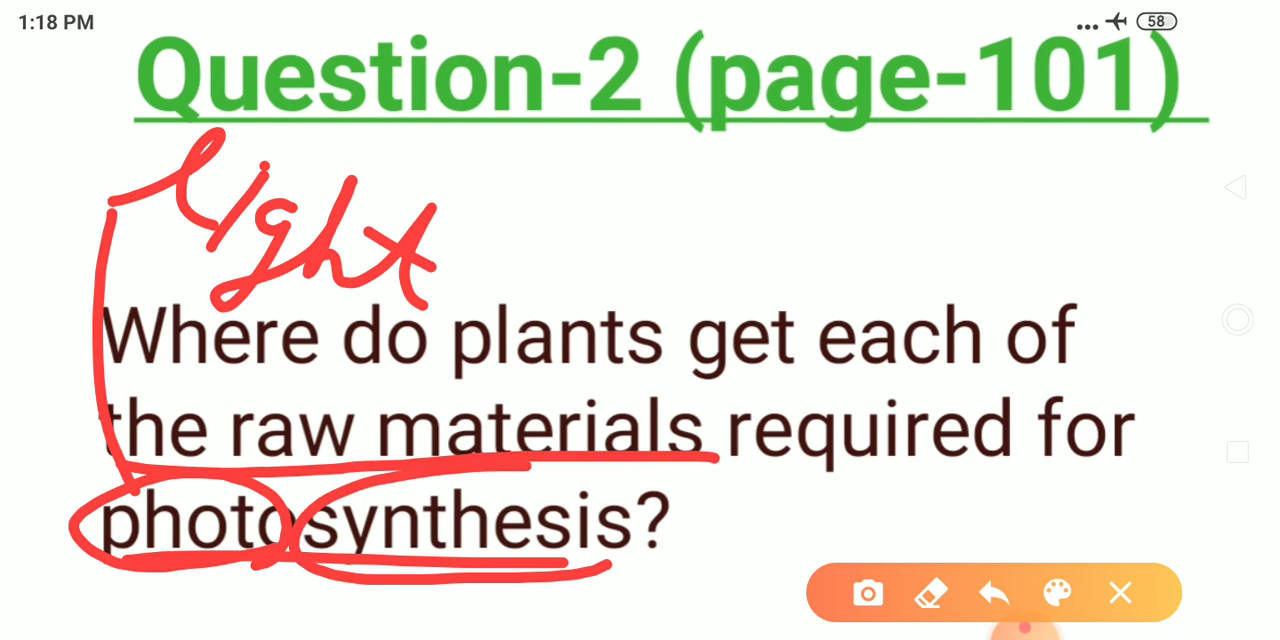 1:18 PM
58
Question-2 (page-101)
light
Where do plants get each of
the raw materials required for
photosynthesis?